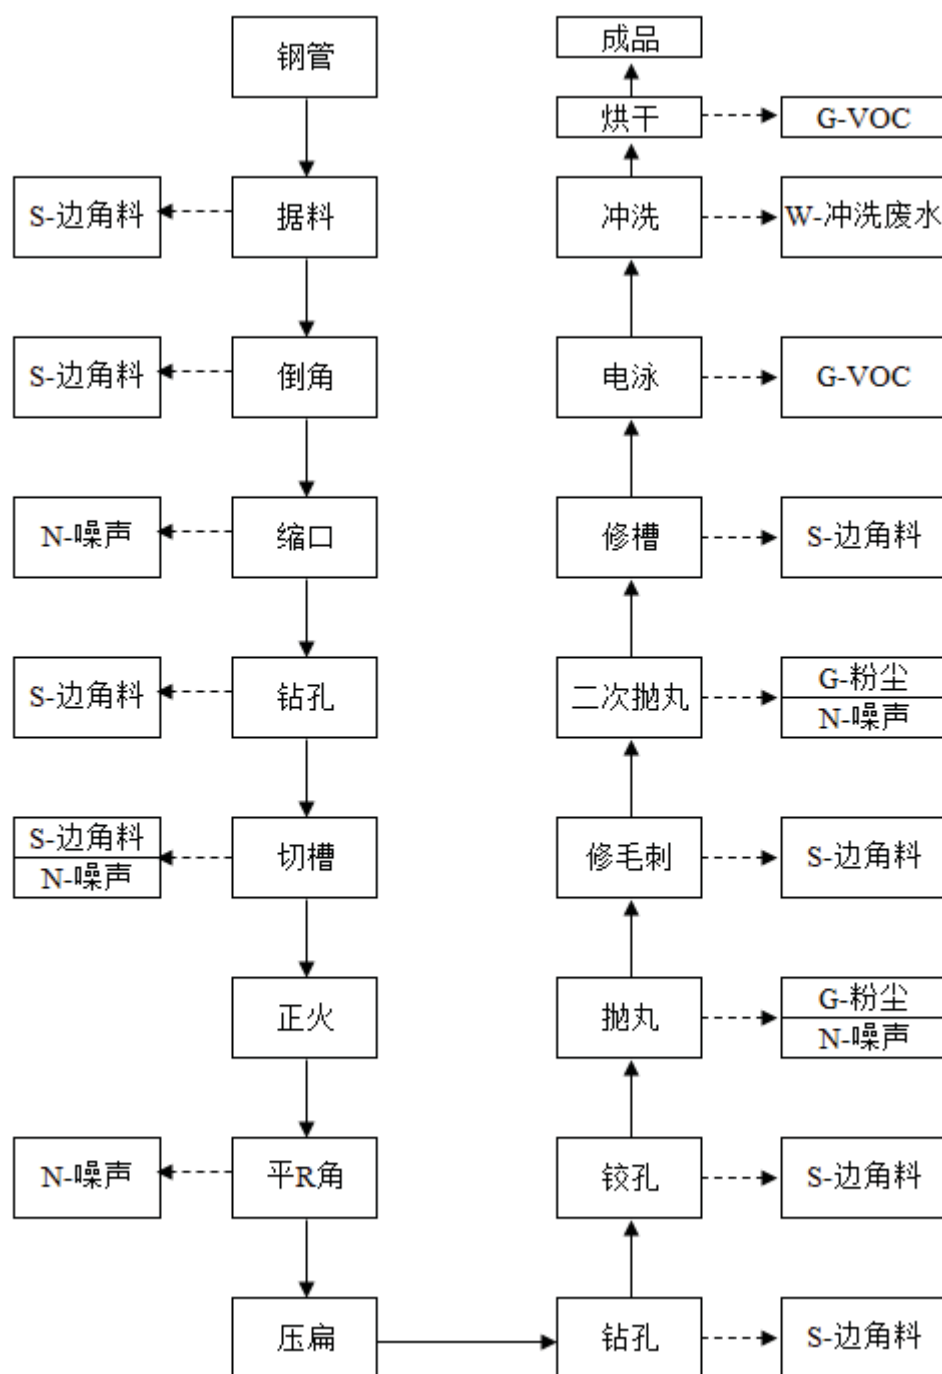 钢管
成品
烘干
G-VOC
S-边角料
据料
冲洗
W-冲洗废水
S-边角料
倒角
电泳
G-VOC
N-噪声
缩口
修槽
S-边角料
S-边角料
钻孔
二次抛丸
G-粉尘
N-噪声
S-边角料
N-噪声
切槽
修毛刺
S-边角料
正火
抛丸
G-粉尘
N-噪声
N-噪声
平R角
铰孔
S-边角料
压扁
钻孔
S-边角料